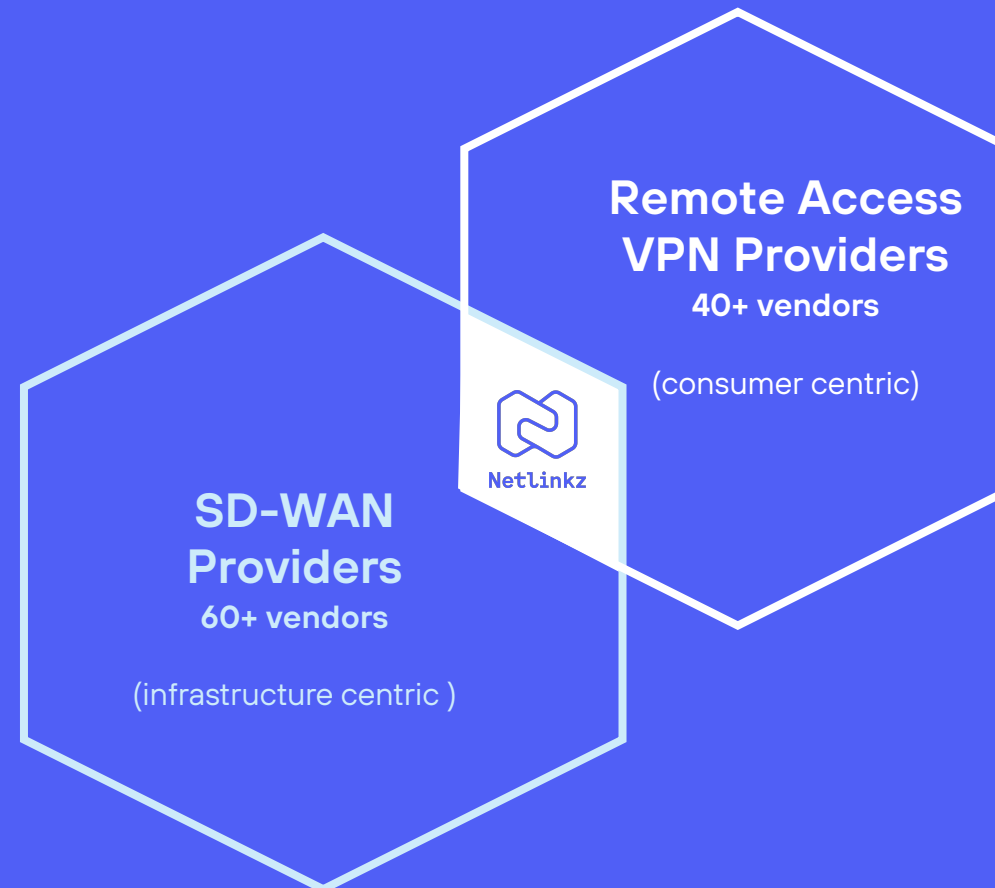 Remote Access
VPN Providers
40+ vendors
(consumer centric)
Netlinkz
SD-WAN
Providers
60+ vendors
(infrastructure centric )